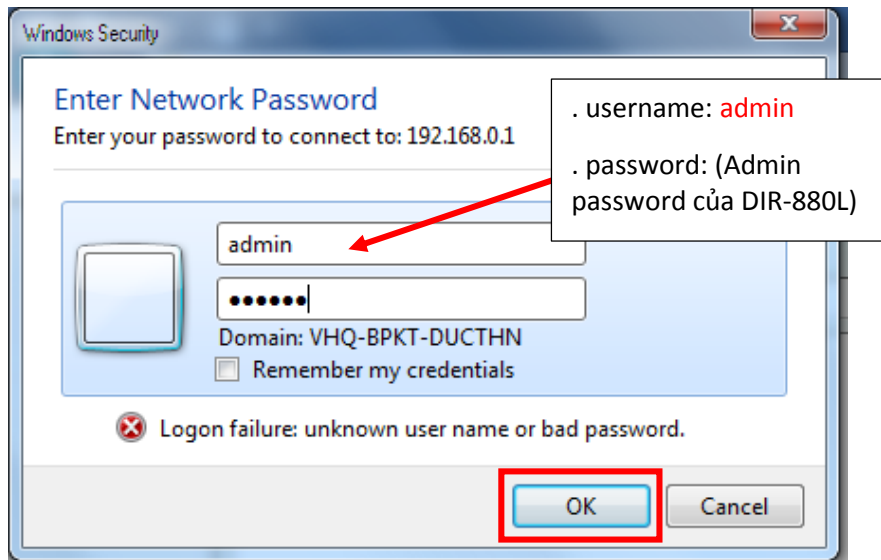 Windows Security
Enter Network Password
Enter your password to connect to: 192.168.0.1
. username: admin
. password: (Admin
password của DIR-880L)
admin
●●●●●●
Domain: VHQ-BPKT-DUCTHN
Remember my credentials
Logon failure: unknown user name or bad password.
OK
Cancel